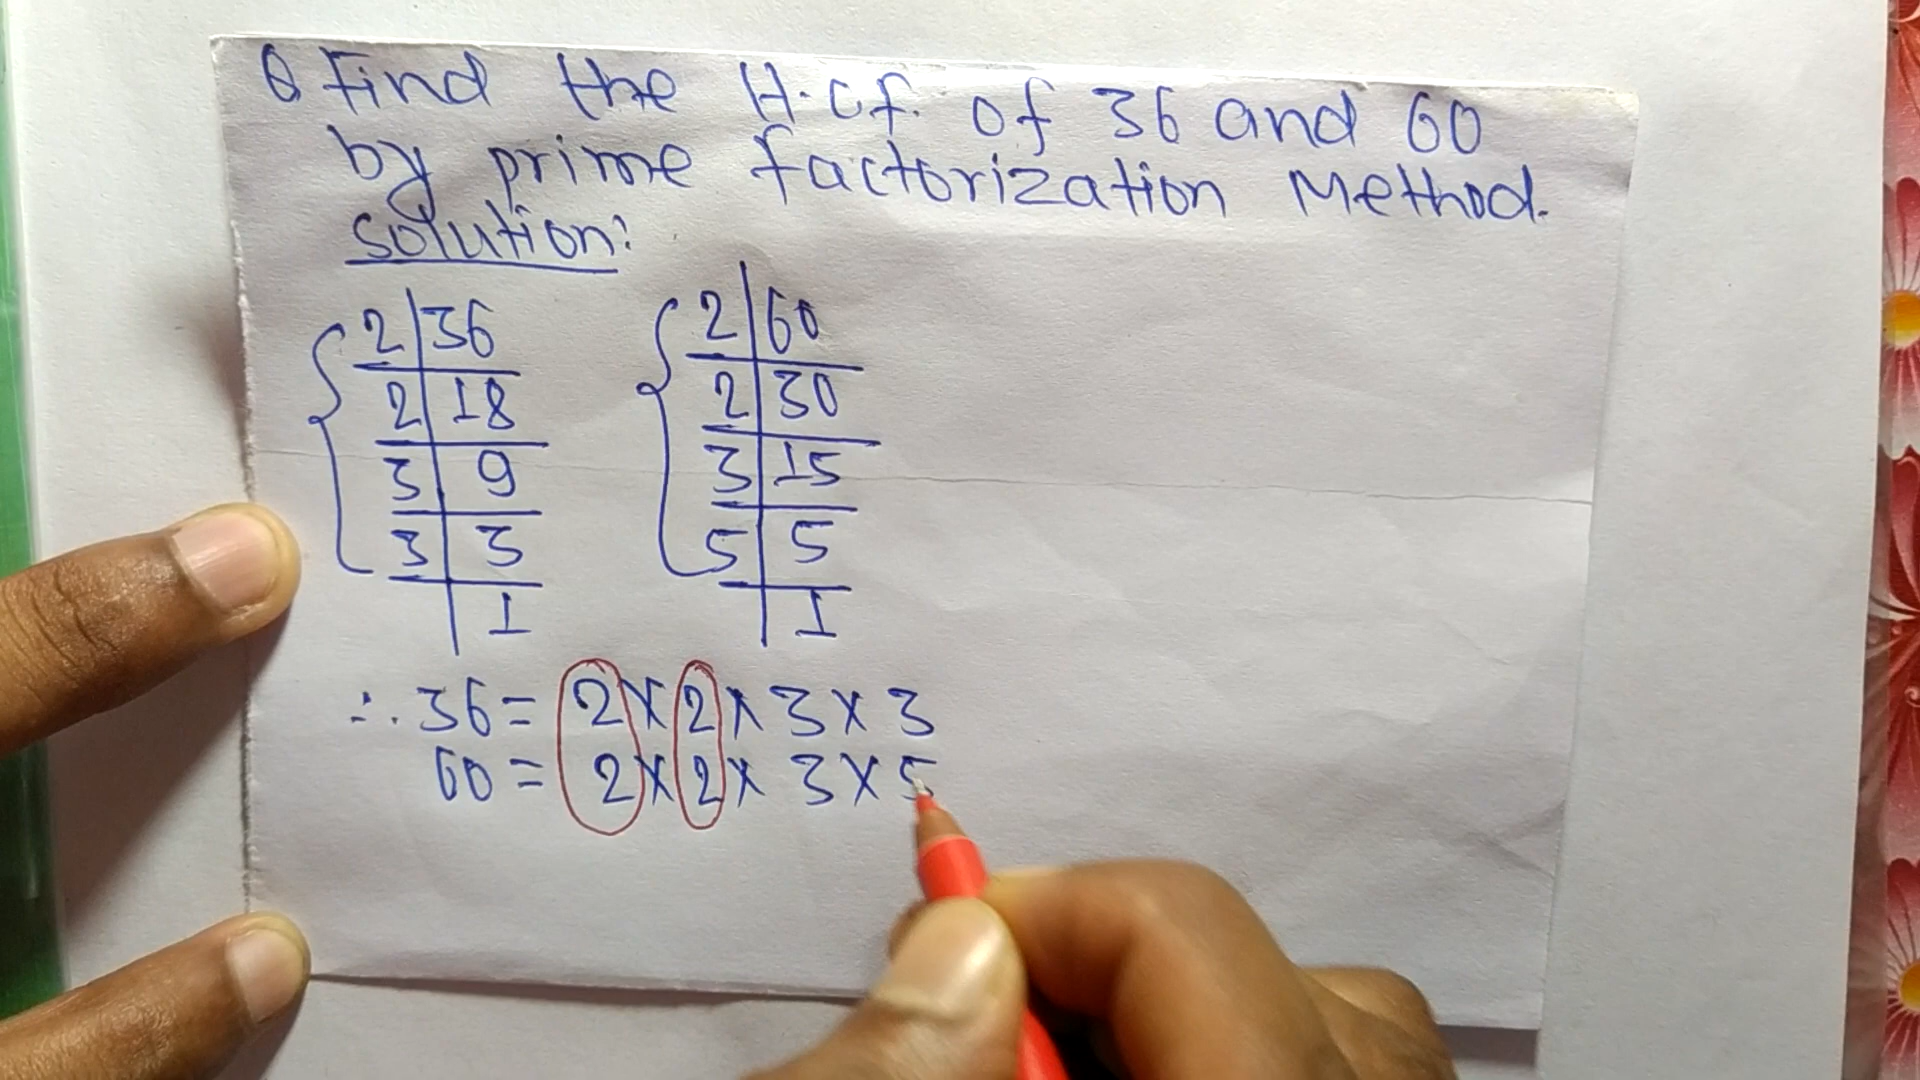 Q Find the H.C.f. of 36 and 60
by prime factorization Method.
solution:
2 | 36
2 | 18
3 | 9
3 | 3
| 1
2 | 60
2 | 30
3 | 15
5 | 5
| 1
∴ 36 = 2 × 2 × 3 × 3
60 = 2 × 2 × 3 × 5